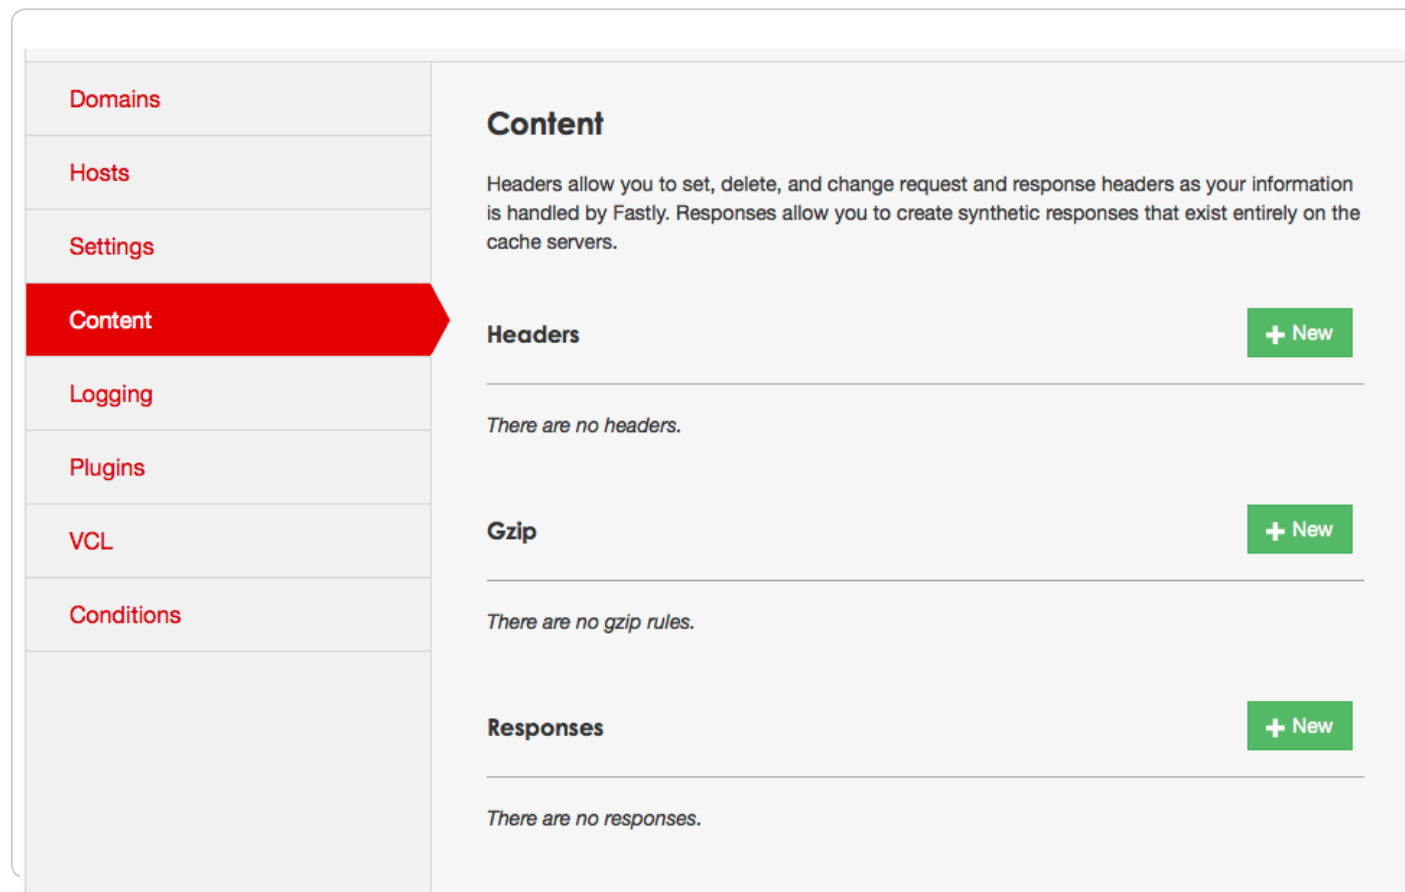 Domains
Hosts
Settings
Content
Logging
Plugins
VCL
Conditions
Content
Headers allow you to set, delete, and change request and response headers as your information
is handled by Fastly. Responses allow you to create synthetic responses that exist entirely on the
cache servers.
Headers
New
There are no headers.
Gzip
New
There are no gzip rules.
Responses
New
There are no responses.